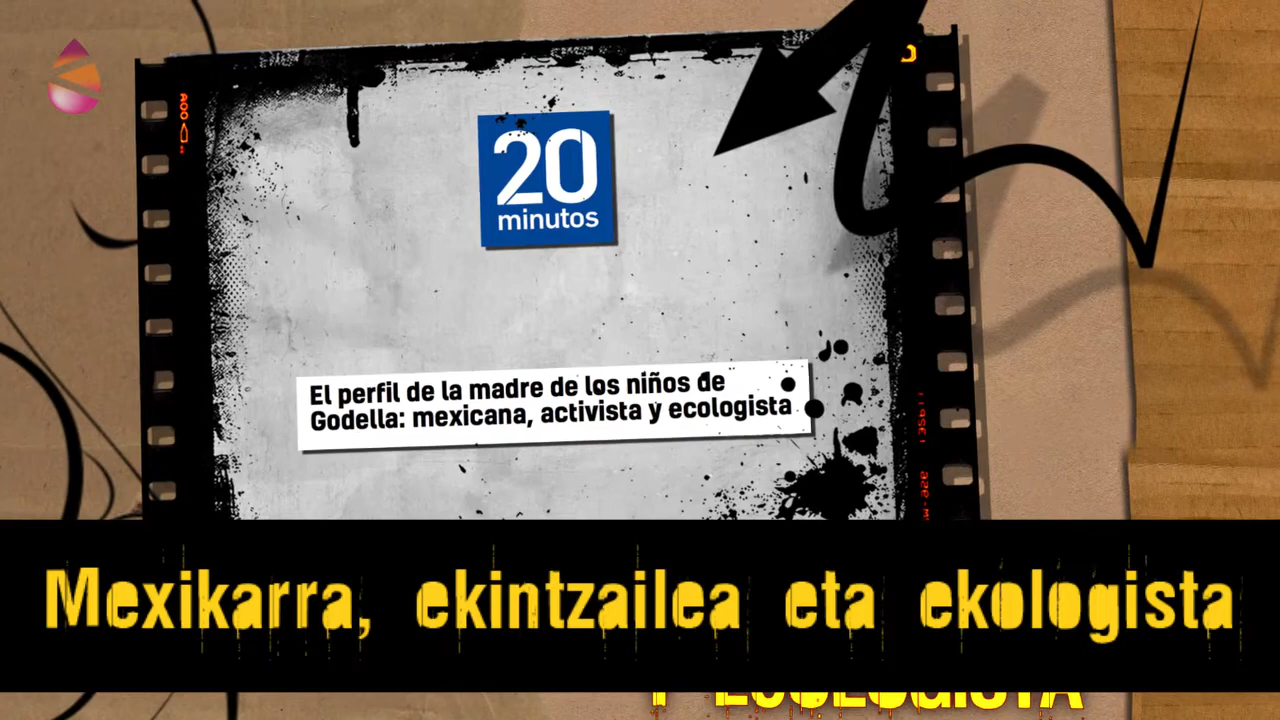 20
minutos
El perfil de la madre de los niños de
Godella: mexicana, activista y ecologista
Mexikarra, ekintzailea eta ekologista
Y ECOLOGISTA